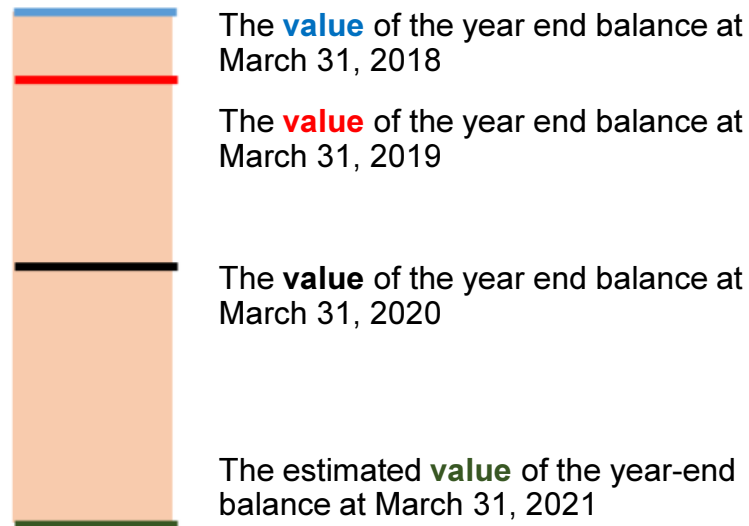 The value of the year end balance at
March 31, 2018
The value of the year end balance at
March 31, 2019
The value of the year end balance at
March 31, 2020
The estimated value of the year-end
balance at March 31, 2021